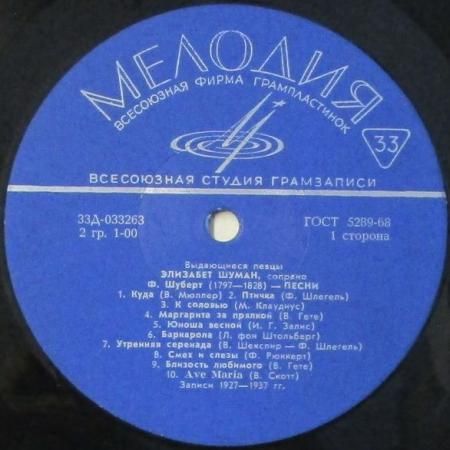 МЕЛОДИЯ
ВСЕСОЮЗНАЯ ФИРМА ГРАМПЛАСТИНОК
33
ВСЕСОЮЗНАЯ СТУДИЯ ГРАМЗАПИСИ
33Д-033263 ГОСТ 5289-68
2 гр. 1-00 1 сторона
Выдающиеся певцы
ЭЛИЗАБЕТ ШУМАН, сопрано
Ф. Шуберт (1797—1828) — ПЕСНИ
1. Куда (В. Мюллер) 2. Птичка (Ф. Шлегель)
3. К соловью (М. Клаудиус)
4. Маргарита за прялкой (В. Гете)
5. Юноша весной (И. Г. Залис)
6. Баркарола (Л. фон Штольберг)
7. Утренняя серенада (В. Шекспир — Ф. Шлегель)
8. Смех и слезы (Ф. Рюккерт)
9. Близость любимого (В. Гете)
10. Ave Maria (В. Скотт)
Записи 1927—1937 гг.